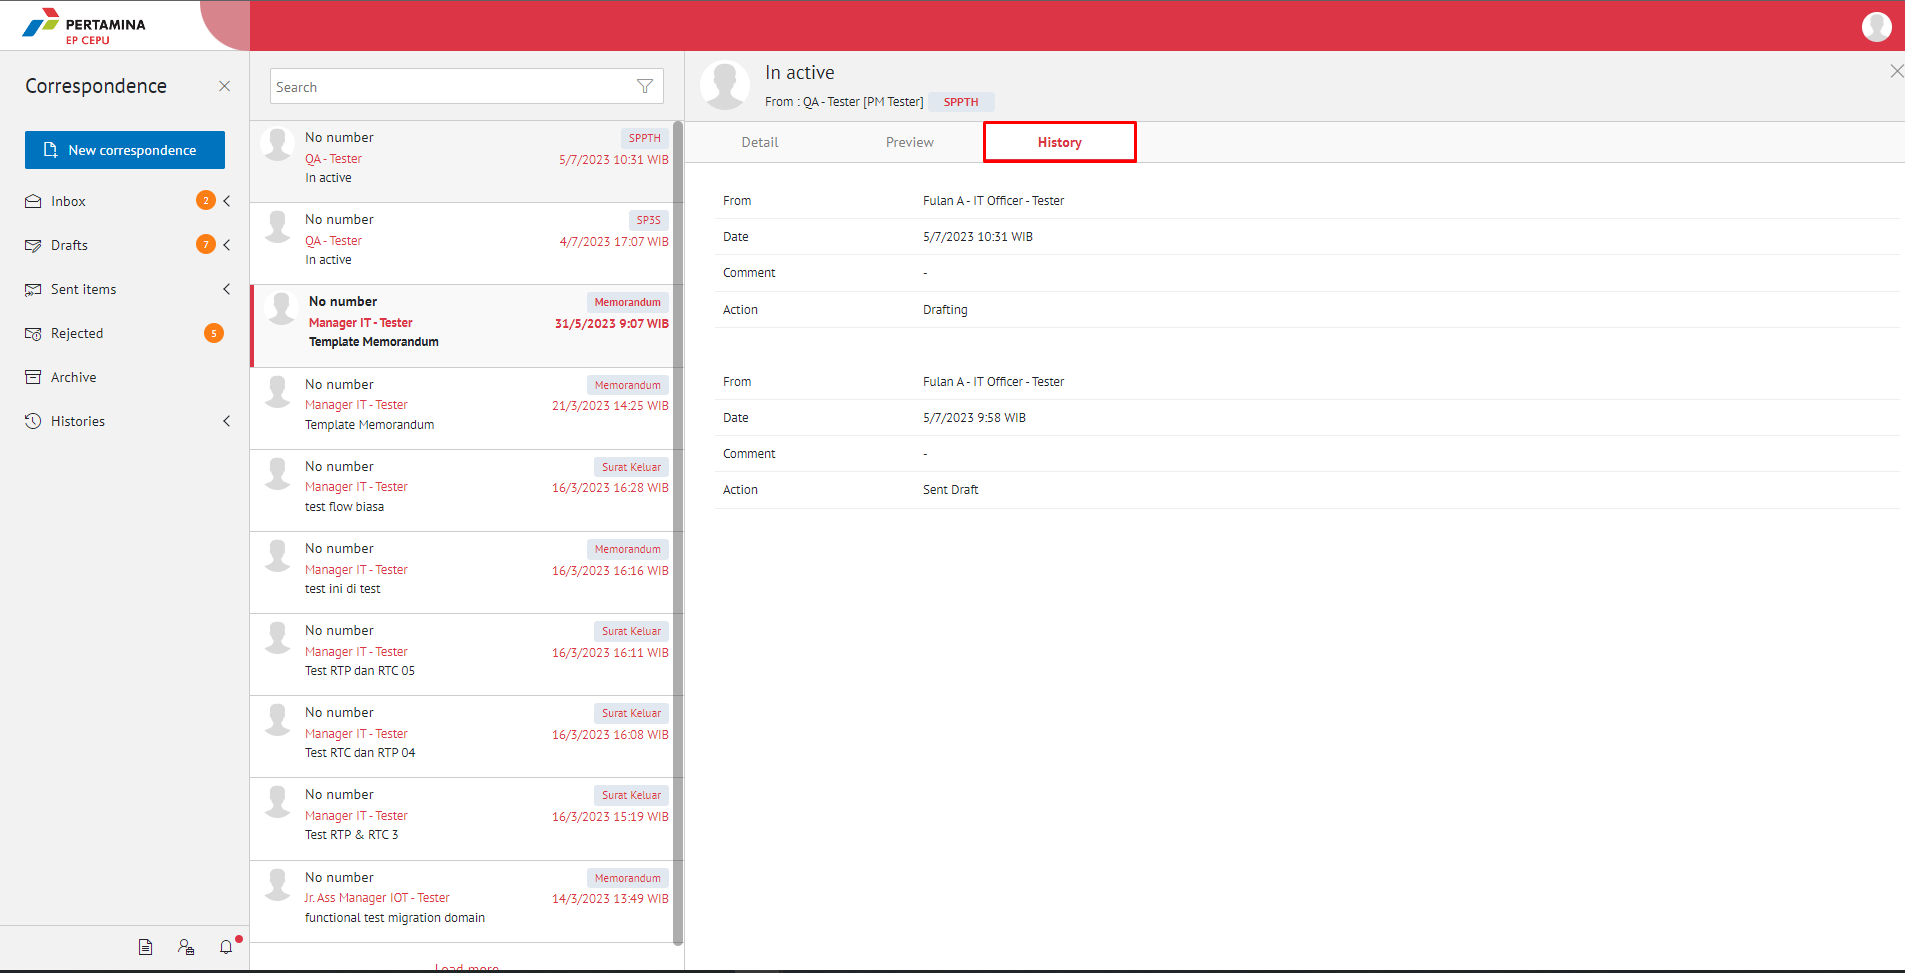 PERTAMINA
EP CEPU
Correspondence
New correspondence
Inbox 2
Drafts 7
Sent items
Rejected 5
Archive
Histories
Search
No number SPPTH
QA - Tester 5/7/2023 10:31 WIB
In active
No number SP3S
QA - Tester 4/7/2023 17:07 WIB
In active
No number Memorandum
Manager IT - Tester 31/5/2023 9:07 WIB
Template Memorandum
No number Memorandum
Manager IT - Tester 21/3/2023 14:25 WIB
Template Memorandum
No number Surat Keluar
Manager IT - Tester 16/3/2023 16:28 WIB
test flow biasa
No number Memorandum
Manager IT - Tester 16/3/2023 16:16 WIB
test ini di test
No number Surat Keluar
Manager IT - Tester 16/3/2023 16:11 WIB
Test RTP dan RTC 05
No number Surat Keluar
Manager IT - Tester 16/3/2023 16:08 WIB
Test RTC dan RTP 04
No number Surat Keluar
Manager IT - Tester 16/3/2023 15:19 WIB
Test RTP & RTC 3
No number Memorandum
Jr. Ass Manager IOT - Tester 14/3/2023 13:49 WIB
functional test migration domain
Load more
In active
From : QA - Tester [PM Tester] SPPTH
Detail Preview History
From Fulan A - IT Officer - Tester
Date 5/7/2023 10:31 WIB
Comment -
Action Drafting
From Fulan A - IT Officer - Tester
Date 5/7/2023 9:58 WIB
Comment -
Action Sent Draft